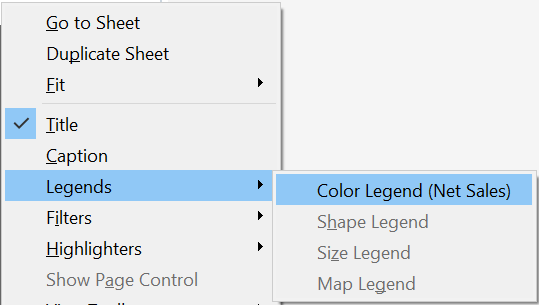 Go to Sheet
Duplicate Sheet
Fit
Title
Caption
Legends
Color Legend (Net Sales)
Filters
Shape Legend
Highlighters
Size Legend
Show Page Control
Map Legend